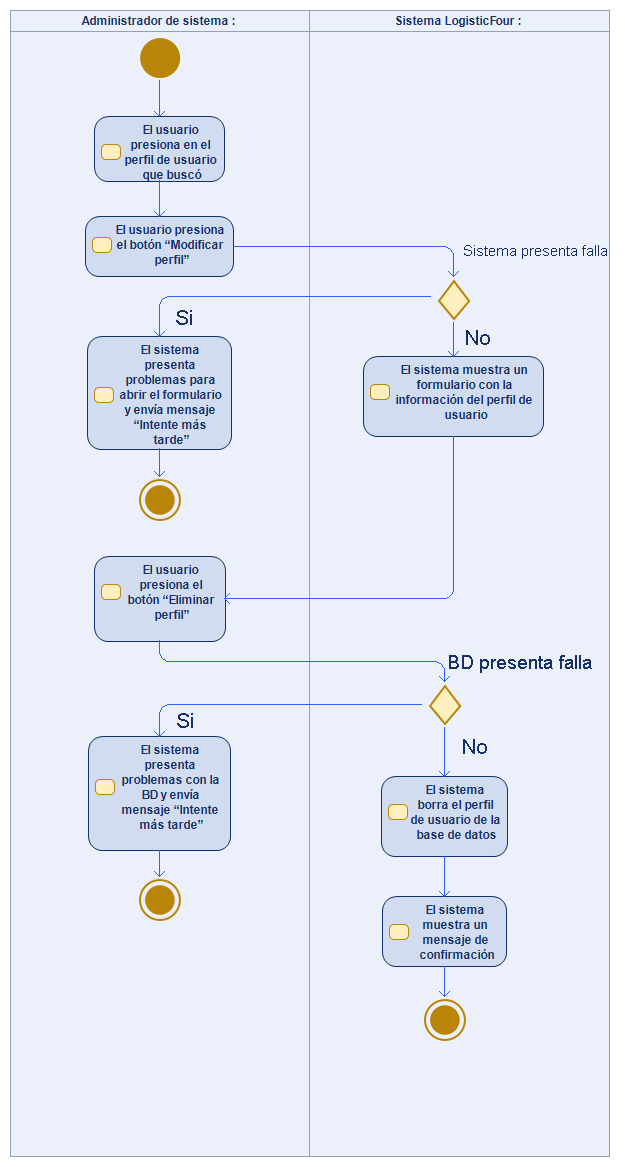 Administrador de sistema :
Sistema LogisticFour :
El usuario
presiona en el
perfil de usuario
que buscó
El usuario presiona
el botón “Modificar
perfil”
Sistema presenta falla
Si
No
El sistema
presenta
problemas para
abrir el formulario
y envía mensaje
“Intente más
tarde”
El sistema muestra un
formulario con la
información del perfil de
usuario
El usuario
presiona el
botón “Eliminar
perfil”
BD presenta falla
Si
No
El sistema
presenta
problemas con la
BD y envía
mensaje “Intente
más tarde”
El sistema
borra el perfil
de usuario de la
base de datos
El sistema
muestra un
mensaje de
confirmación